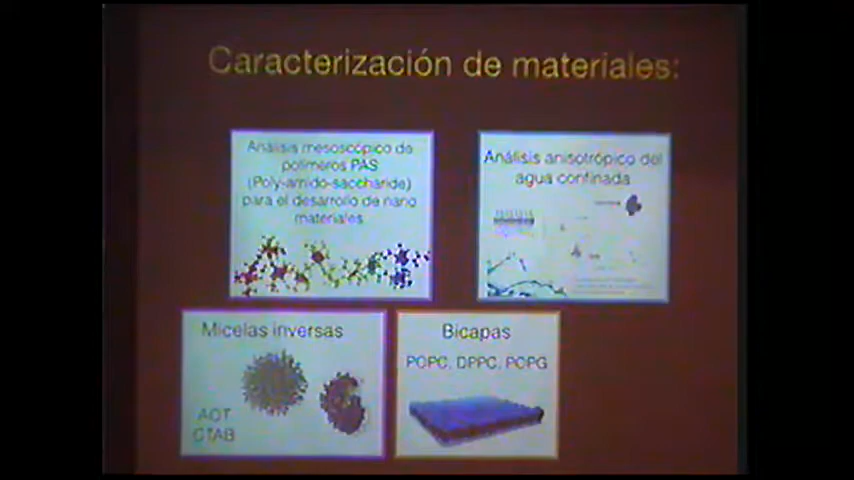 Caracterización de materiales:
Análisis mesoscópico de
polímeros PAS
(Poly-amido-saccharide)
para el desarrollo de nano
materiales
Análisis anisotrópico del
agua confinada
Micelas inversas
AOT
CTAB
Bicapas
POPC, DPPC, POPG